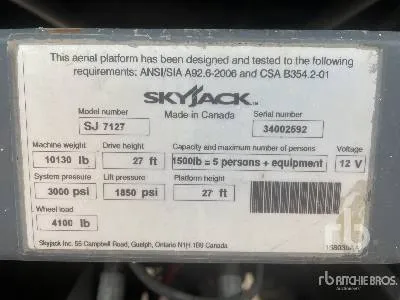 This aerial platform has been designed and tested to the following
requirements: ANSI/SIA A92.6-2006 and CSA B354.2-01
SKYJACK™
Model number
Made in Canada
Serial number
SJ 7127
34002592
Machine weight
Drive height
Capacity and maximum number of persons
Voltage
10130 lb
27 ft
1500lb = 5 persons + equipment
12 V
System pressure
Lift pressure
Platform height
3000 psi
1850 psi
27 ft
Wheel load
4100 lb
Skyjack Inc. 55 Campbell Road, Guelph, Ontario N1H 1B9 Canada
rb
RITCHIE BROS.